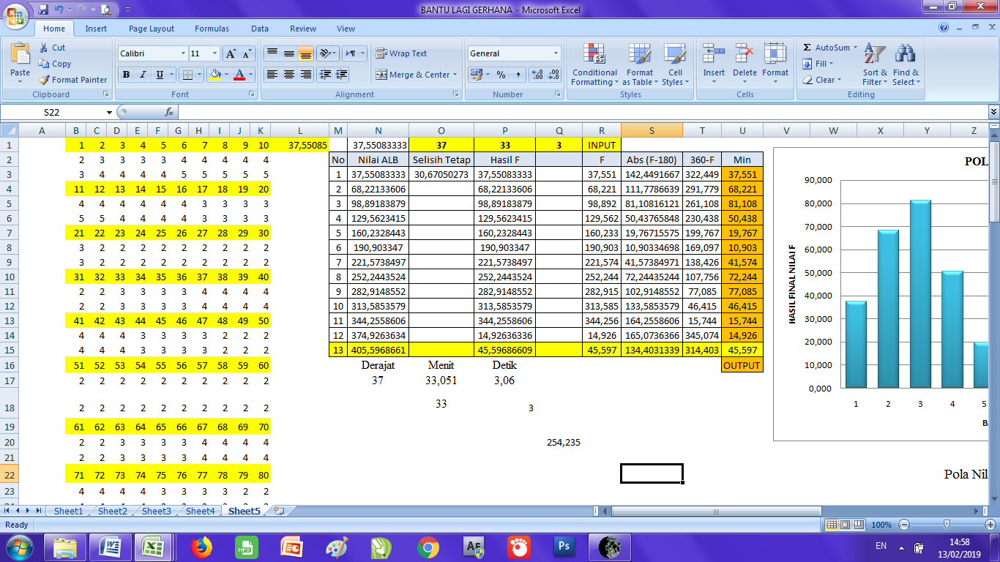 BANTU LAGI GERHANA - Microsoft Excel
Home Insert Page Layout Formulas Data Review View
Paste Cut Copy Format Painter Clipboard
Calibri 11 B I U Font
Wrap Text Merge & Center Alignment
General % , Number
Conditional Formatting Format as Table Cell Styles Styles
Insert Delete Format Cells
Σ AutoSum Fill Clear Sort & Filter Find & Select Editing
S22 fx
A B C D E F G H I J K L M N O P Q R S T U V W X Y Z
1 1 2 3 4 5 6 7 8 9 10 37,55085 37,55083333 37 33 3 INPUT
2 2 3 3 3 3 4 4 4 4 4 No Nilai ALB Selisih Tetap Hasil F F Abs (F-180) 360-F Min
3 3 4 4 4 4 5 5 5 5 5 1 37,55083333 30,67050273 37,55083333 37,551 142,4491667 322,449 37,551
4 11 12 13 14 15 16 17 18 19 20 2 68,22133606 68,22133606 68,221 111,7786639 291,779 68,221
5 4 4 4 4 4 4 3 3 3 3 3 98,89183879 98,89183879 98,892 81,10816121 261,108 81,108
6 5 5 4 4 4 4 3 3 3 3 4 129,5623415 129,5623415 129,562 50,43765848 230,438 50,438
7 21 22 23 24 25 26 27 28 29 30 5 160,2328443 160,2328443 160,233 19,76715575 199,767 19,767
8 3 2 2 2 2 2 2 2 2 2 6 190,903347 190,903347 190,903 10,90334698 169,097 10,903
9 3 2 2 2 2 2 2 2 2 2 7 221,5738497 221,5738497 221,574 41,57384971 138,426 41,574
10 31 32 33 34 35 36 37 38 39 40 8 252,2443524 252,2443524 252,244 72,24435244 107,756 72,244
11 2 2 3 3 3 3 4 4 4 4 9 282,9148552 282,9148552 282,915 102,9148552 77,085 77,085
12 2 2 3 3 3 3 4 4 4 4 10 313,5853579 313,5853579 313,585 133,5853579 46,415 46,415
13 41 42 43 44 45 46 47 48 49 50 11 344,2558606 344,2558606 344,256 164,2558606 15,744 15,744
14 4 4 4 3 3 3 3 2 2 2 12 374,9263634 14,92636336 14,926 165,0736366 345,074 14,926
15 4 4 4 3 3 3 3 2 2 2 13 405,5968661 45,59686609 45,597 134,4031339 314,403 45,597
16 51 52 53 54 55 56 57 58 59 60 Derajat Menit Detik OUTPUT
17 2 2 2 2 2 2 2 2 2 2 37 33,051 3,06
33
18 2 2 2 2 2 2 2 2 2 2 3
19 61 62 63 64 65 66 67 68 69 70
20 2 2 3 3 3 3 4 4 4 4 254,235
21 2 2 3 3 3 3 4 4 4 4
22 71 72 73 74 75 76 77 78 79 80
23 4 4 4 4 3 3 3 3 2 2
POL
HASIL FINAL NILAI F
90,000
80,000
70,000
60,000
50,000
40,000
30,000
20,000
10,000
0,000
1 2 3 4 5
Pola Nil
Sheet1 Sheet2 Sheet3 Sheet4 Sheet5
Ready 100%
MP3 Ps
EN 14:58
13/02/2019